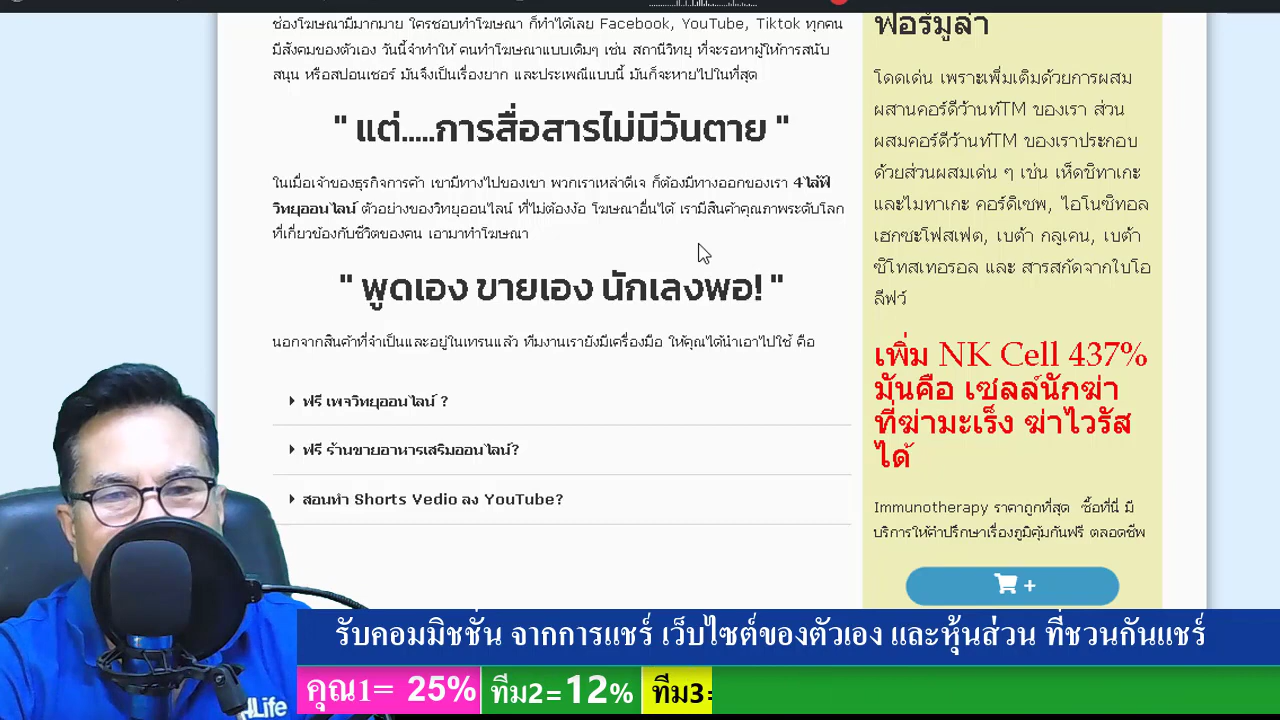 ช่องโฆษณามีมากมาย ใครชอบทำโฆษณา ก็ทำได้เลย Facebook, YouTube, Tiktok ทุกคน
มีสังคมของตัวเอง วันนี้จำทำให้ คนทำโฆษณาแบบเดิมๆ เช่น สถานีวิทยุ ที่จะรอหาผู้ให้การสนับ
สนุน หรือสปอนเชอร์ มันจึงเป็นเรื่องยาก และประเพณีแบบนี้ มันก็จะหายไปในที่สุด
" แต่.....การสื่อสารไม่มีวันตาย "
ในเมื่อเจ้าของธุรกิจการค้า เขามีทางไปของเขา พวกเราเหล่าดีเจ ก็ต้องมีทางออกของเรา 4ไลฟ์
วิทยุออนไลน์ ตัวอย่างของวิทยุออนไลน์ ที่ไม่ต้องง้อ โฆษณาอื่นได้ เรามีสินค้าคุณภาพระดับโลก
ที่เกี่ยวข้องกับชีวิตของคน เอามาทำโฆษณา
" พูดเอง ขายเอง นักเลงพอ! "
นอกจากสินค้าที่จำเป็นและอยู่ในเทรนแล้ว ทีมงานเรายังมีเครื่องมือ ให้คุณได้นำเอาไปใช้ คือ
ฟรี เพจวิทยุออนไลน์ ?
ฟรี ร้านขายอาหารเสริมออนไลน์?
สอนทำ Shorts Vedio ลง YouTube?
ฟอร์มูล่า
โดดเด่น เพราะเพิ่มเติมด้วยการผสม
ผสานคอร์ดีว้านท์TM ของเรา ส่วน
ผสมคอร์ดีว้านท์TM ของเราประกอบ
ด้วยส่วนผสมเด่น ๆ เช่น เห็ดชิทาเกะ
และไมทาเกะ คอร์ดิเซพ, ไอโนซิทอล
เฮกซะโฟสเฟต, เบต้า กลูเคน, เบต้า
ซิโทสเทอรอล และ สารสกัดจากใบโอ
ลีฟว์
เพิ่ม NK Cell 437%
มันคือ เซลล์นักฆ่า
ที่ฆ่ามะเร็ง ฆ่าไวรัส
ได้
Immunotherapy ราคาถูกที่สุด ซื้อที่นี่ มี
บริการให้คำปรึกษาเรื่องภูมิคุ้มกันฟรี ตลอดชีพ
+
รับคอมมิชชั่น จากการแชร์ เว็บไซต์ของตัวเอง และหุ้นส่วน ที่ชวนกันแชร์
คุณ1= 25% ทีม2=12% ทีม3=
Life